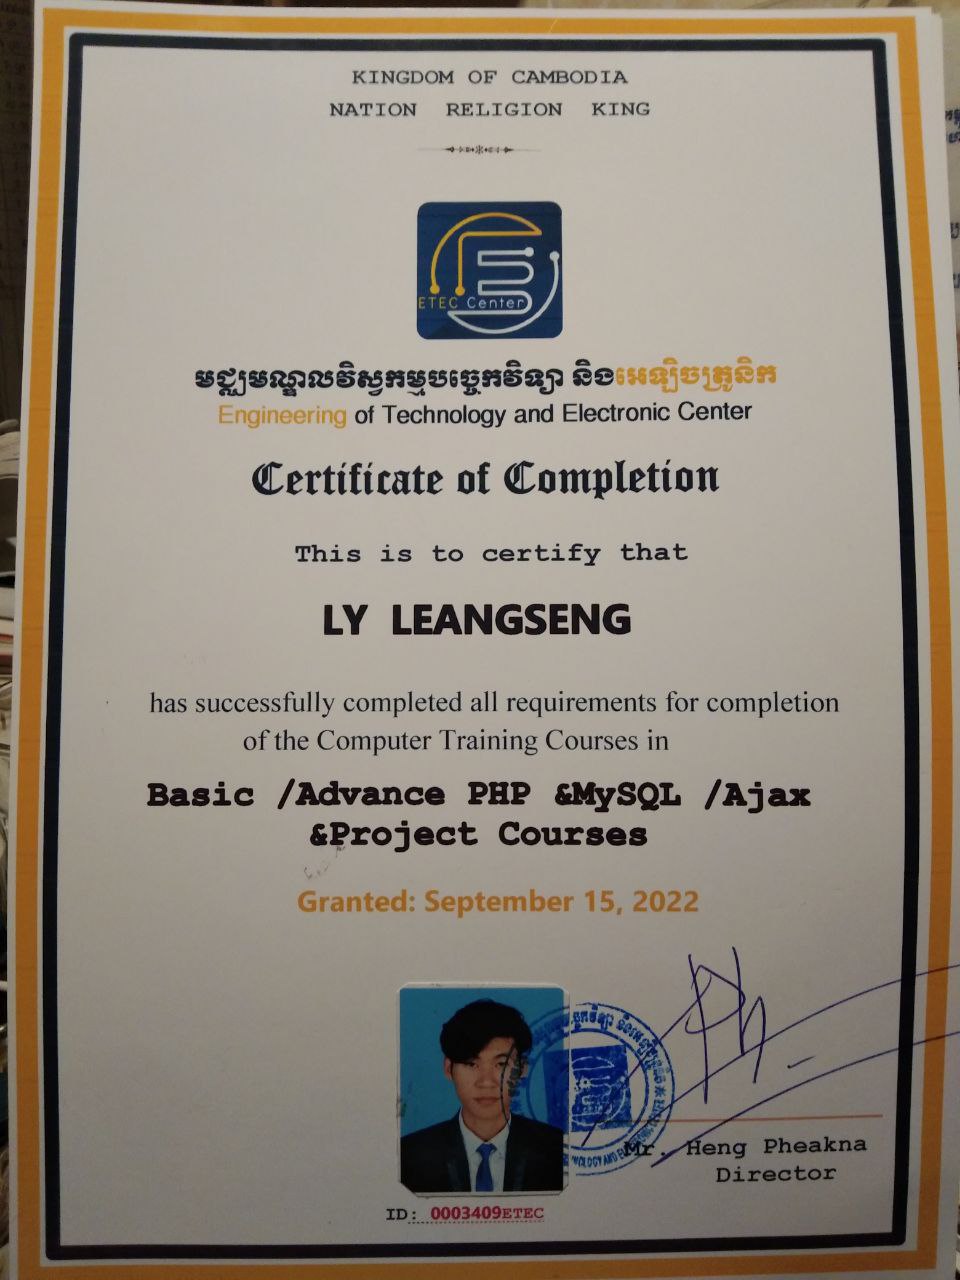 KINGDOM OF CAMBODIA
NATION RELIGION KING
ETEC Center
មជ្ឈមណ្ឌលវិស្វកម្មបច្ចេកវិទ្យា និងអេឡិចត្រូនិក
Engineering of Technology and Electronic Center
Certificate of Completion
This is to certify that
LY LEANGSENG
has successfully completed all requirements for completion
of the Computer Training Courses in
Basic /Advance PHP &MySQL /Ajax
&Project Courses
Granted: September 15, 2022
Mr. Heng Pheakna
Director
ID: 0003409ETEC